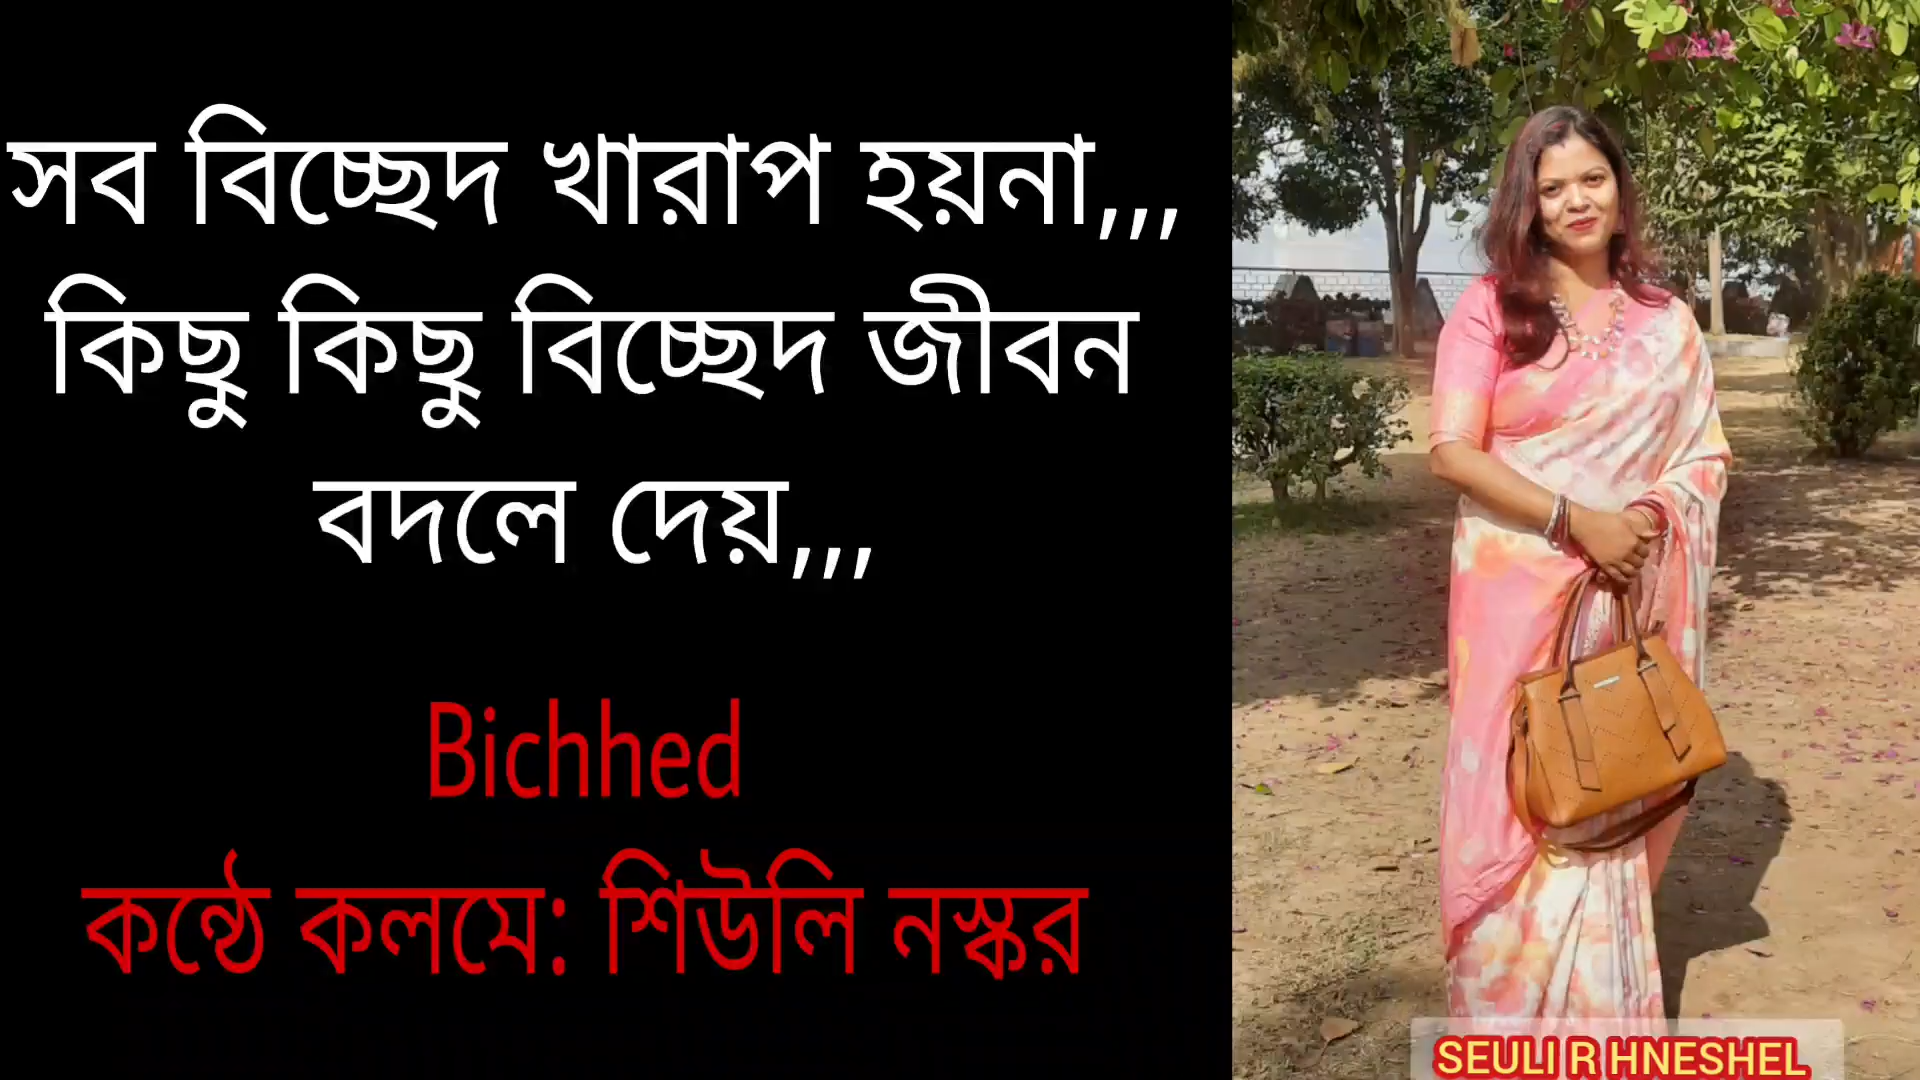 সব বিচ্ছেদ খারাপ হয়না,,,
কিছু কিছু বিচ্ছেদ জীবন
বদলে দেয়,,,
Bichhed
কন্ঠে কলমে: শিউলি নস্কর
SEULI R HNESHEL